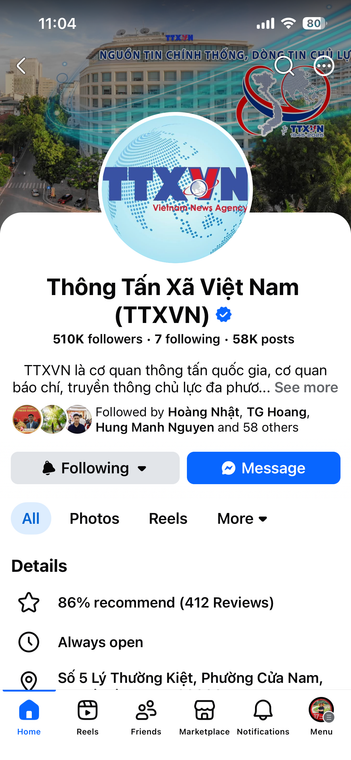 11:04
80
TTXVN
NGUỒN TIN CHÍNH THỐNG, DÒNG TIN CHỦ LỰ
TTXVN
TTXVN
Vietnam News Agency
Thông Tấn Xã Việt Nam
(TTXVN)
510K followers · 7 following · 58K posts
TTXVN là cơ quan thông tấn quốc gia, cơ quan
báo chí, truyền thông chủ lực đa phươ... See more
Followed by Hoàng Nhật, TG Hoang,
Hung Manh Nguyen and 58 others
Following
Message
All
Photos
Reels
More
Details
86% recommend (412 Reviews)
Always open
Số 5 Lý Thường Kiệt, Phường Cửa Nam,
Home
Reels
Friends
Marketplace
Notifications
Menu